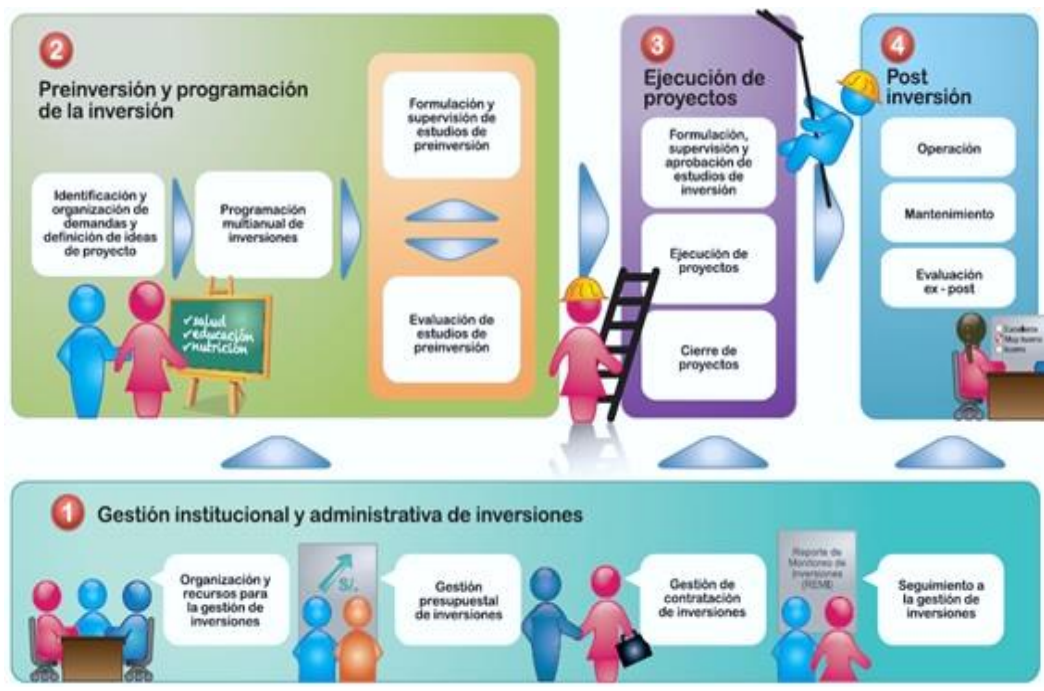 2
Preinversión y programación
de la inversión
Identificación y
organización de
demandas y
definición de ideas
de proyecto
Programación
multianual de
inversiones
Formulación y
supervisión de
estudios de
preinversión
Evaluación de
estudios de
preinversión
✓salud
✓educación
✓nutrición
3
Ejecución de
proyectos
Formulación,
supervisión y
aprobación de
estudios de
inversión
Ejecución de
proyectos
Cierre de
proyectos
4
Post
inversión
Operación
Mantenimiento
Evaluación
ex - post
Excelente
Muy bueno
bueno
1
Gestión institucional y administrativa de inversiones
Organización y
recursos para
la gestión de
inversiones
S/.
Gestión
presupuestal
de inversiones
Gestión de
contratación
de inversiones
Reporte de
Monitoreo de
Inversiones
(REMI)
Seguimiento a
la gestión de
inversiones